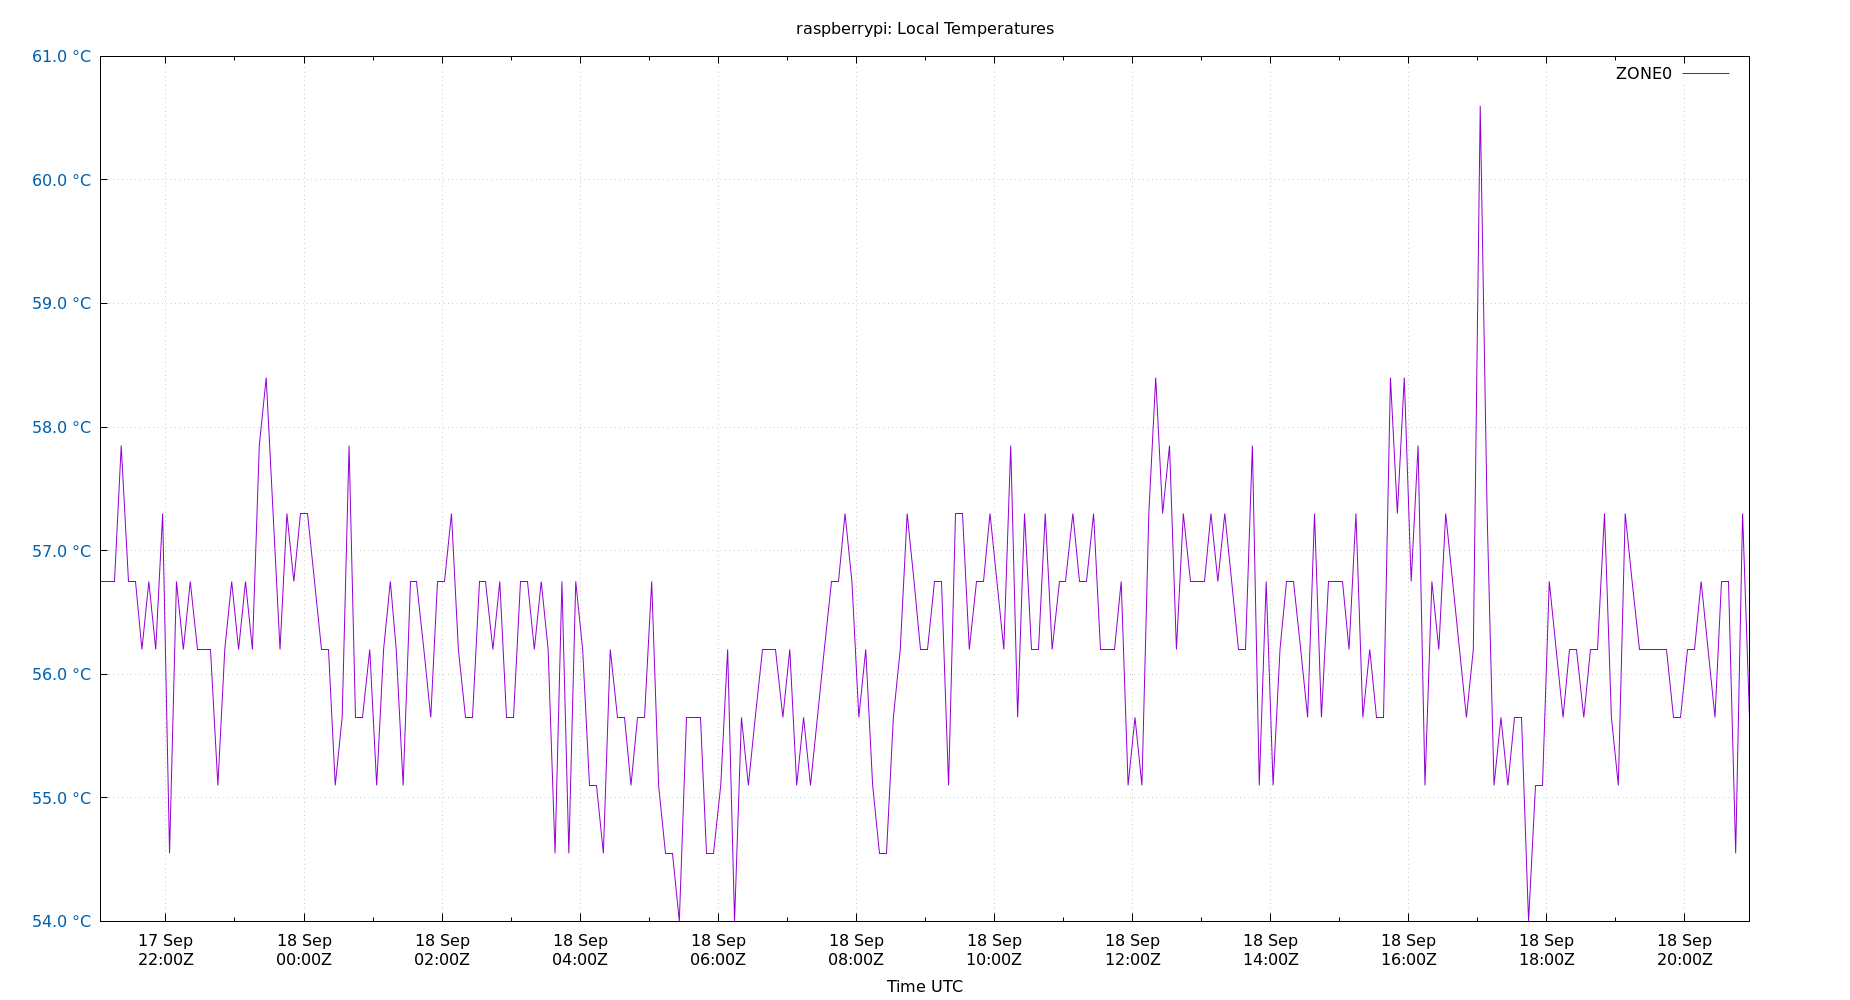 raspberrypi: Local Temperatures
61.0 °C
ZONE0
60.0 °C
59.0 °C
58.0 °C
57.0 °C
56.0 °C
55.0 °C
54.0 °C
17 Sep 18 Sep 18 Sep 18 Sep 18 Sep 18 Sep 18 Sep 18 Sep 18 Sep 18 Sep 18 Sep 18 Sep
22:00Z 00:00Z 02:00Z 04:00Z 06:00Z 08:00Z 10:00Z 12:00Z 14:00Z 16:00Z 18:00Z 20:00Z
Time UTC